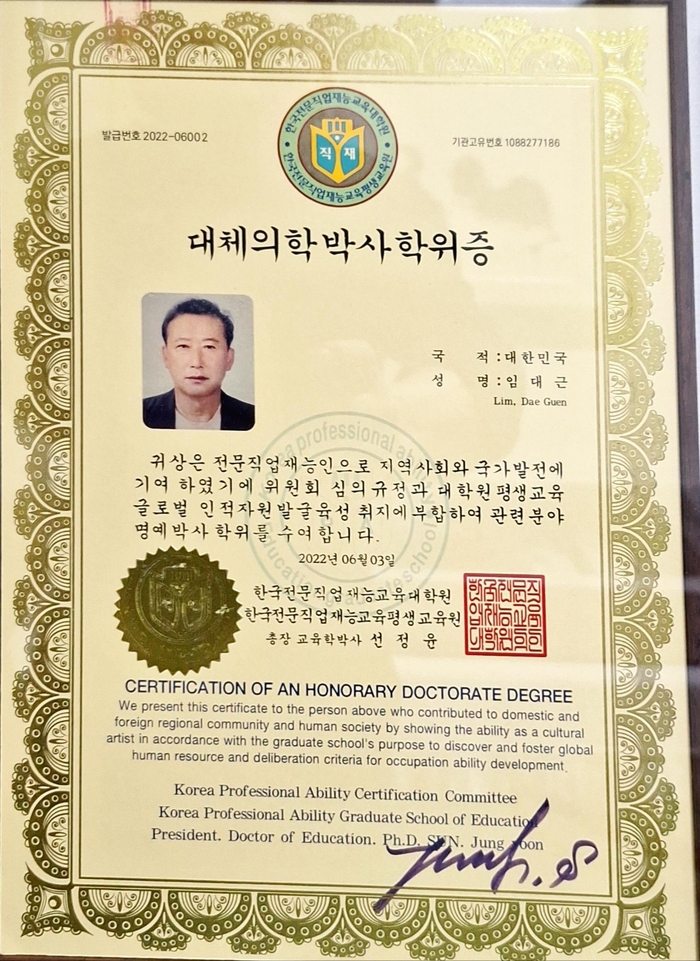 발급번호 2022-06002
기관고유번호 1088277186
한국전문직업재능교육대학원
직 재
한국전문직업재능교육평생교육원
대체의학박사학위증
국 적 : 대한민국
성 명 : 임대근
Lim, Dae Guen
귀상은 전문직업재능인으로 지역사회와 국가발전에
기여 하였기에 위원회 심의규정과 대학원평생교육
글로벌 인적자원발굴육성 취지에부합하여 관련분야
명예박사 학위를 수여합니다.
Korea professional
education graduate school
2022년 06월 03일
한국전문직업재능교육대학원
한국전문직업재능교육평생교육원
총장 교육학박사 선 정 윤
CERTIFICATION OF AN HONORARY DOCTORATE DEGREE
We present this certificate to the person above who contributed to domestic and
foreign regional community and human society by showing the ability as a cultural
artist in accordance with the graduate school's purpose to discover and foster global
human resource and deliberation criteria for occupation ability development.
Korea Professional Ability Certification Committee
Korea Professional Ability Graduate School of Education
President. Doctor of Education. Ph.D. SUN. Jung yoon